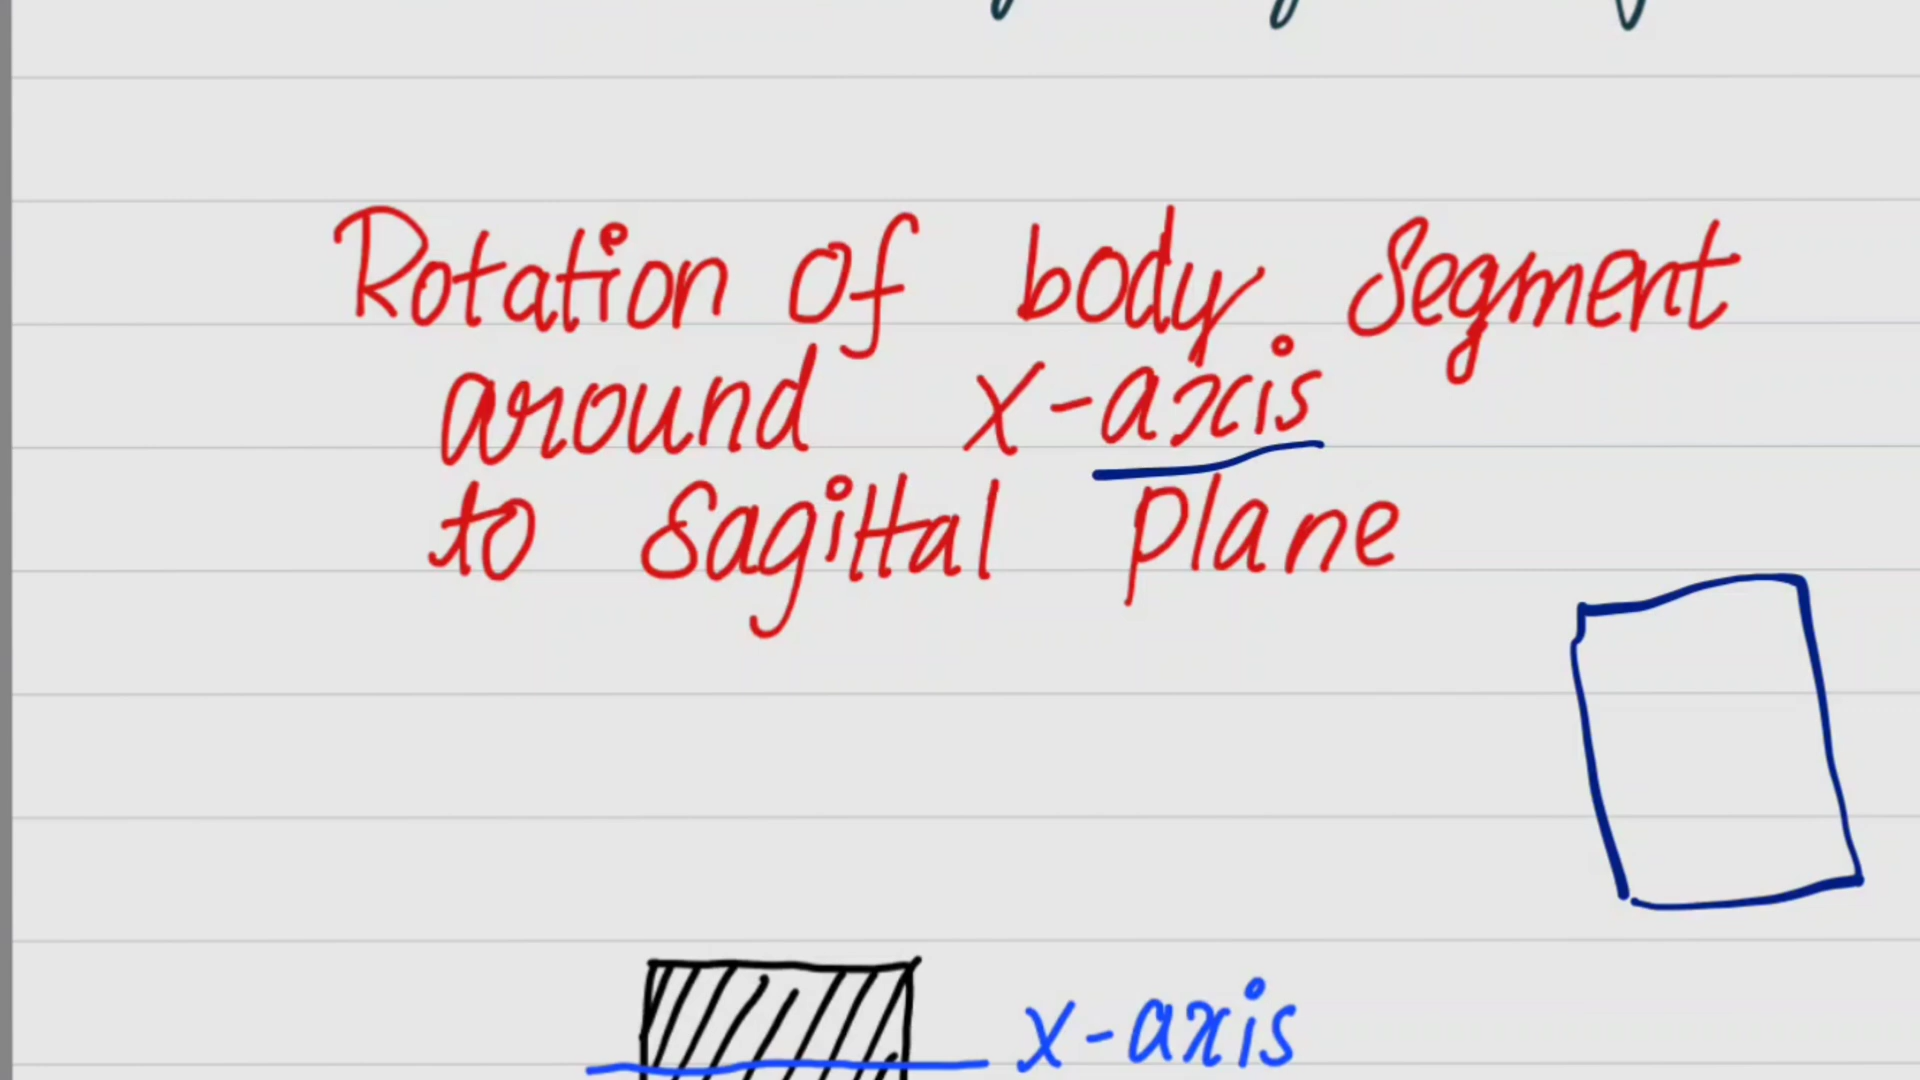 Rotation of body segment
around x-axis
to sagittal plane
x-axis